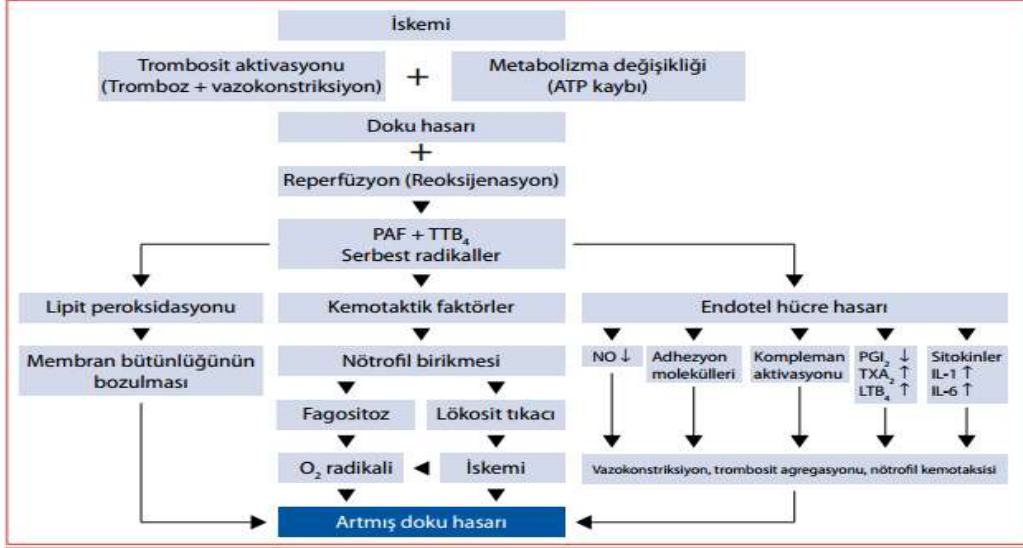 İskemi
Trombosit aktivasyonu
(Tromboz + vazokonstriksiyon)
+
Metabolizma değişikliği
(ATP kaybı)
Doku hasarı
+
Reperfüzyon (Reoksijenasyon)
PAF + TTB₄
Serbest radikaller
Lipit peroksidasyonu
Kemotaktik faktörler
Endotel hücre hasarı
Membran bütünlüğünün
bozulması
Nötrofil birikmesi
NO ↓
Adhezyon
molekülleri
Kompleman
aktivasyonu
PGI₂ ↓
TXA₂ ↑
LTB₄ ↑
Sitokinler
IL-1 ↑
IL-6 ↑
Fagositoz
Lökosit tıkacı
O₂ radikali
İskemi
Vazokonstriksiyon, trombosit agregasyonu, nötrofil kemotaksisi
Artmış doku hasarı